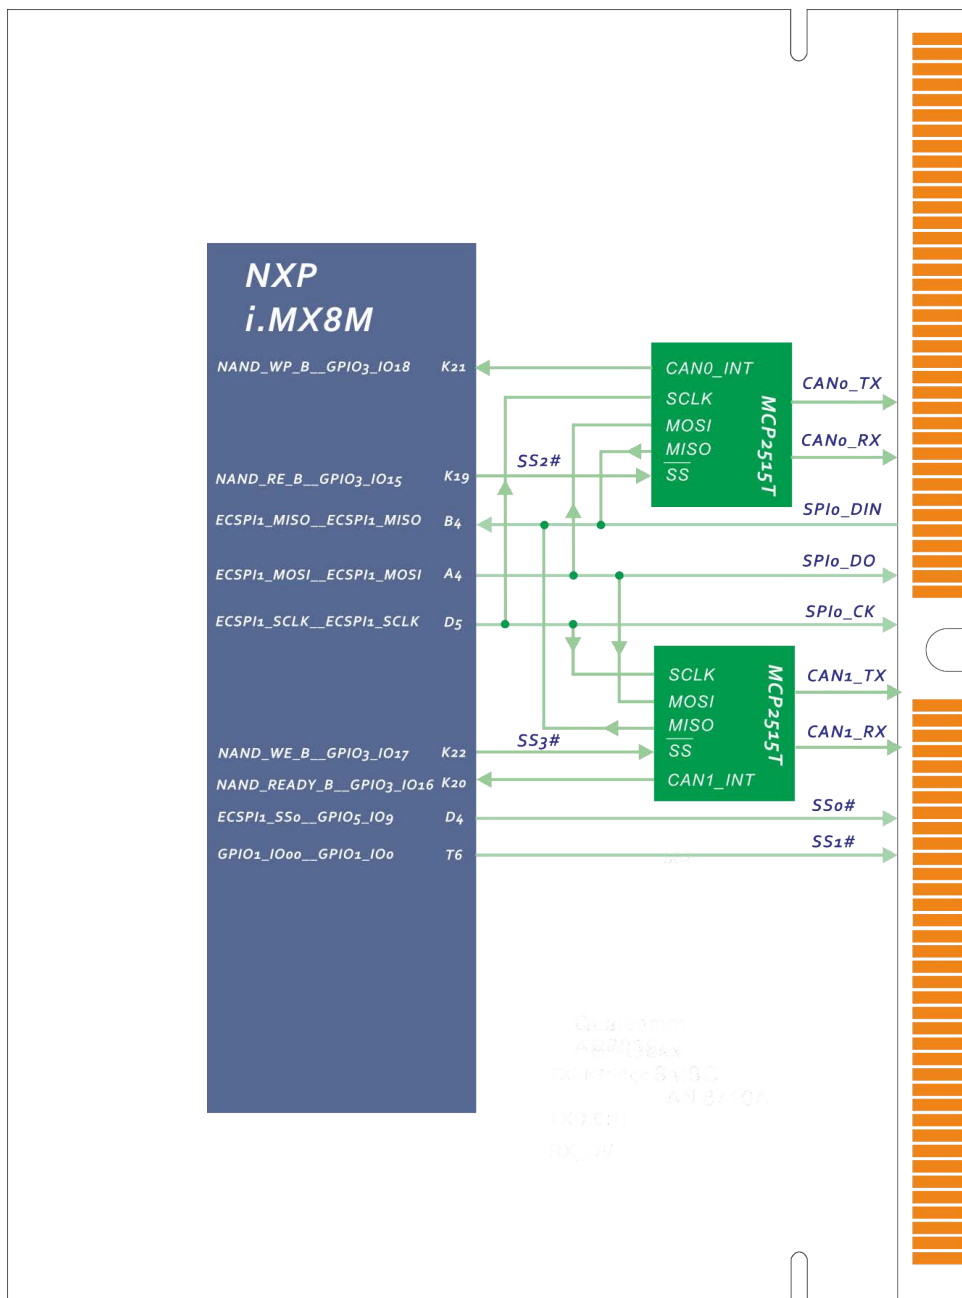 NXP
i.MX8M
NAND_WP_B__GPIO3_IO18 K21
NAND_RE_B__GPIO3_IO15 K19
ECSPI1_MISO__ECSPI1_MISO B4
ECSPI1_MOSI__ECSPI1_MOSI A4
ECSPI1_SCLK__ECSPI1_SCLK D5
NAND_WE_B__GPIO3_IO17 K22
NAND_READY_B__GPIO3_IO16 K20
ECSPI1_SS0__GPIO5_IO9 D4
GPIO1_IO00__GPIO1_IO0 T6
SS2#
SS3#
CAN0_INT
SCLK
MOSI
MISO
SS
MCP2515T
SCLK
MOSI
MISO
SS
CAN1_INT
MCP2515T
CAN0_TX
CAN0_RX
SPI0_DIN
SPI0_DO
SPI0_CK
CAN1_TX
CAN1_RX
SS0#
SS1#
Qualcomm